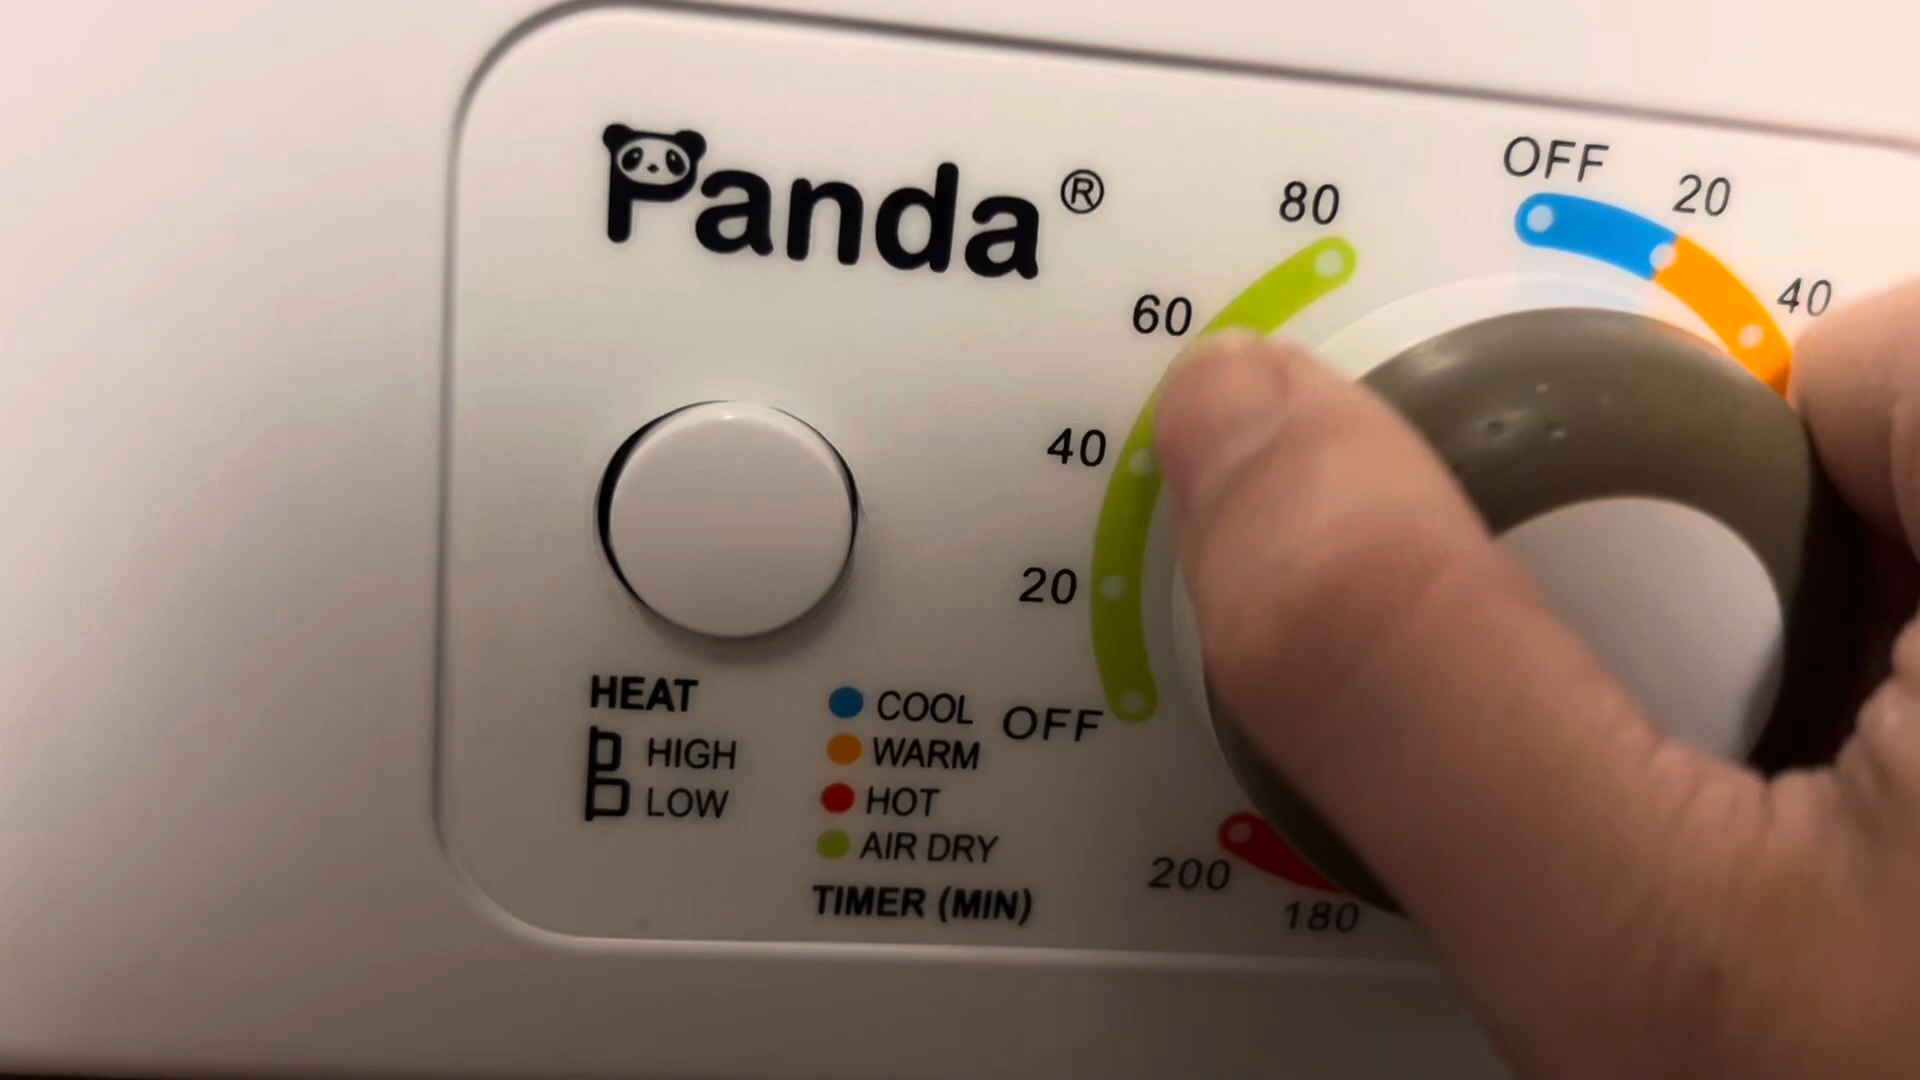 Panda®
OFF
20
40
80
60
40
20
OFF
HEAT
HIGH
LOW
COOL
WARM
HOT
AIR DRY
TIMER (MIN)
200
180